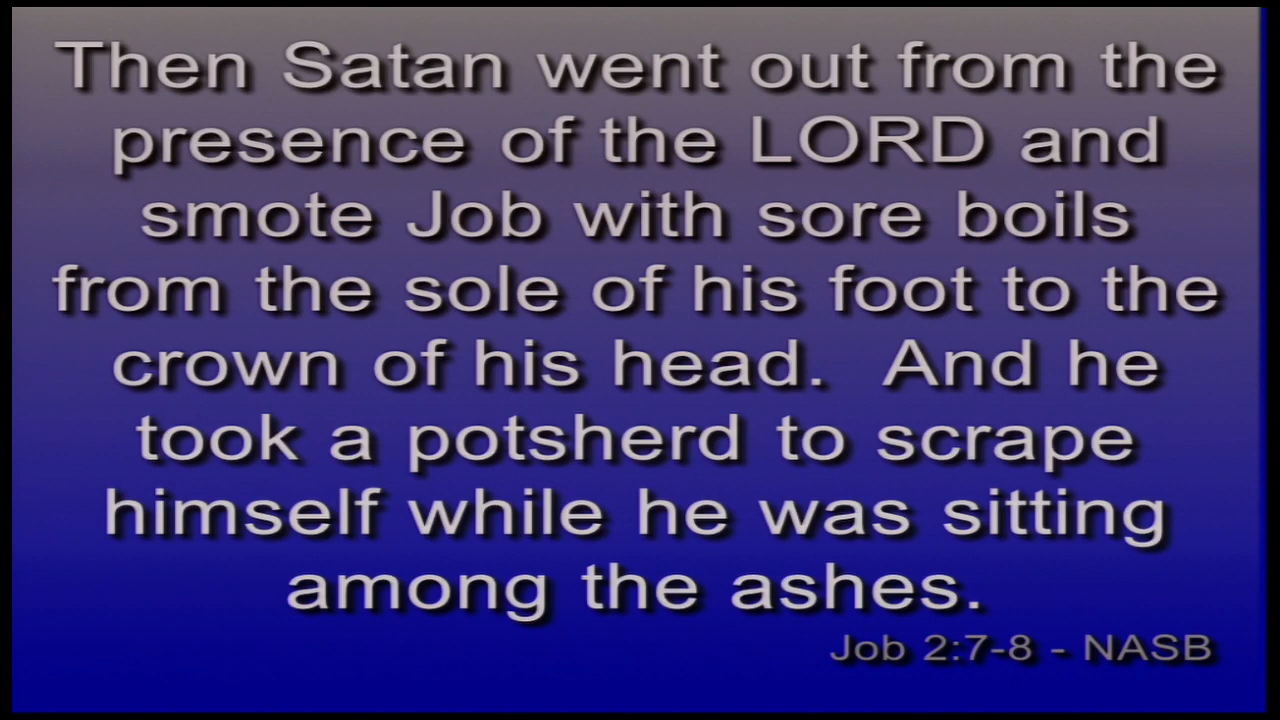 Then Satan went out from the
presence of the LORD and
smote Job with sore boils
from the sole of his foot to the
crown of his head.  And he
took a potsherd to scrape
himself while he was sitting
among the ashes.
Job 2:7-8 - NASB